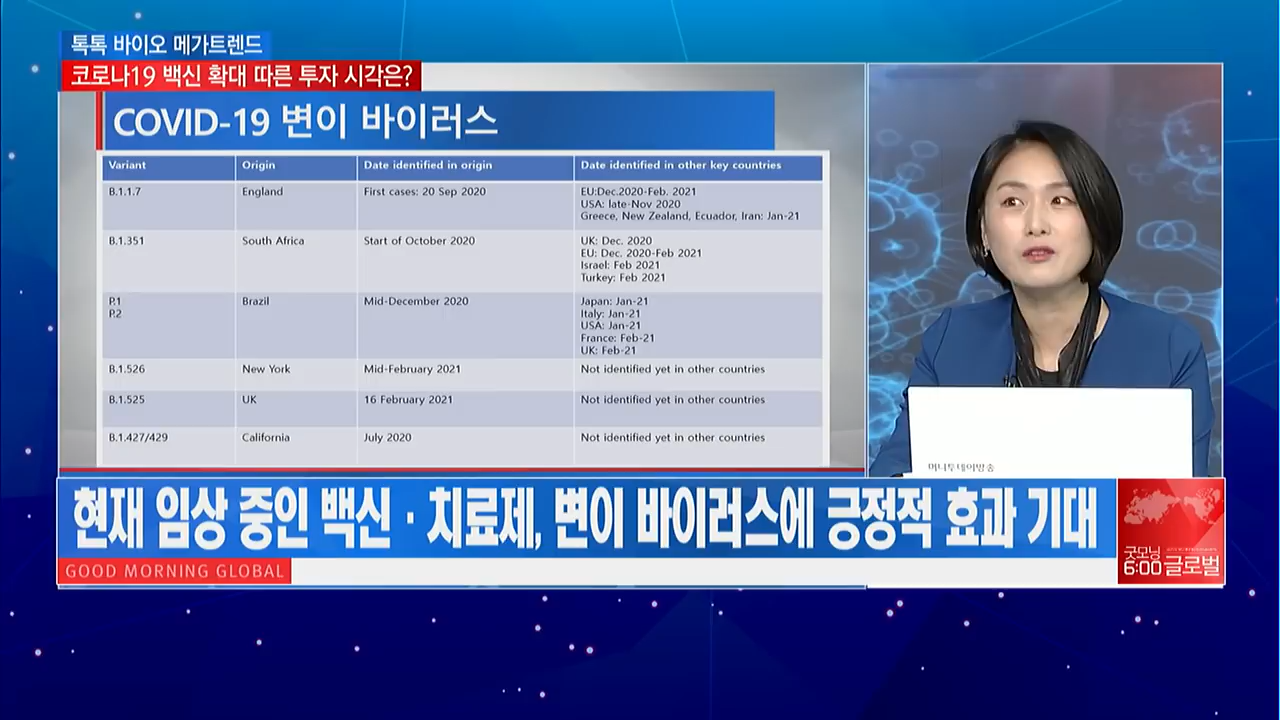 톡톡 바이오 메가트렌드
코로나19 백신 확대 따른 투자 시각은?
COVID-19 변이 바이러스
Variant Origin Date identified in origin Date identified in other key countries
B.1.1.7 England First cases: 20 Sep 2020 EU:Dec.2020-Feb. 2021
USA: late-Nov 2020
Greece, New Zealand, Ecuador, Iran: Jan-21
B.1.351 South Africa Start of October 2020 UK: Dec. 2020
EU: Dec. 2020-Feb 2021
Israel: Feb 2021
Turkey: Feb 2021
P.1 Brazil Mid-December 2020 Japan: Jan-21
P.2 Italy: Jan-21
USA: Jan-21
France: Feb-21
UK: Feb-21
B.1.526 New York Mid-February 2021 Not identified yet in other countries
B.1.525 UK 16 February 2021 Not identified yet in other countries
B.1.427/429 California July 2020 Not identified yet in other countries
머니투데이방송
현재 임상 중인 백신·치료제, 변이 바이러스에 긍정적 효과 기대
GOOD MORNING GLOBAL
굿모닝
6:00 글로벌